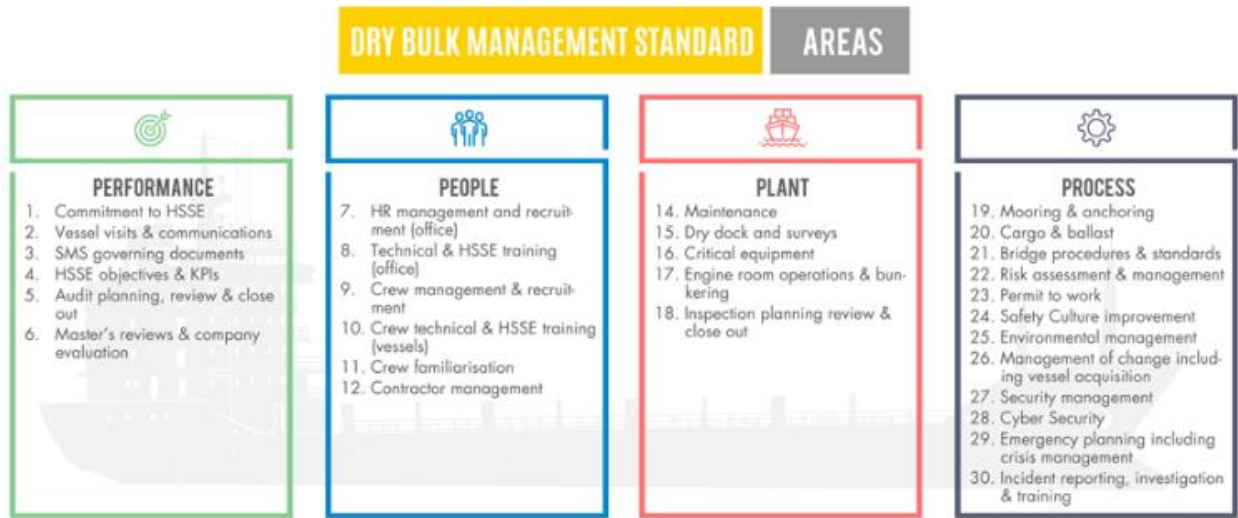 DRY BULK MANAGEMENT STANDARD AREAS
PERFORMANCE
1. Commitment to HSSE
2. Vessel visits & communications
3. SMS governing documents
4. HSSE objectives & KPIs
5. Audit planning, review & close
out
6. Master's reviews & company
evaluation
PEOPLE
7. HR management and recruit-
ment (office)
8. Technical & HSSE training
(office)
9. Crew management & recruit-
ment
10. Crew technical & HSSE training
(vessels)
11. Crew familiarisation
12. Contractor management
PLANT
14. Maintenance
15. Dry dock and surveys
16. Critical equipment
17. Engine room operations & bun-
kering
18. Inspection planning review &
close out
PROCESS
19. Mooring & anchoring
20. Cargo & ballast
21. Bridge procedures & standards
22. Risk assessment & management
23. Permit to work
24. Safety Culture improvement
25. Environmental management
26. Management of change includ-
ing vessel acquisition
27. Security management
28. Cyber Security
29. Emergency planning including
crisis management
30. Incident reporting, investigation
& training